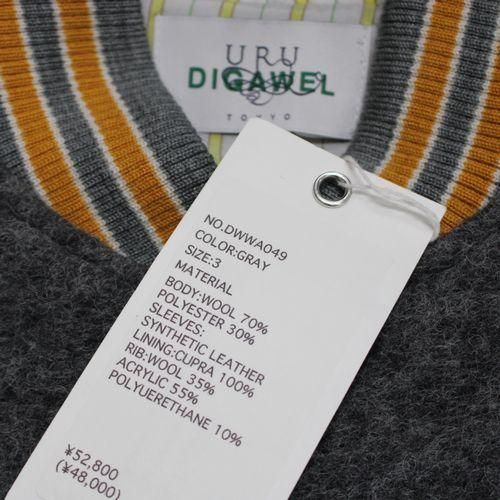 URU
DIGAWEL
TOKYO
NO.DWWA049
COLOR:GRAY
SIZE:3
MATERIAL
BODY:WOOL 70%
POLYESTER 30%
SLEEVES:
SYNTHETIC LEATHER
LINING:CUPRA 100%
RIB:WOOL 35%
ACRYLIC 55%
POLYUERETHANE 10%
¥52,800
(¥48,000)